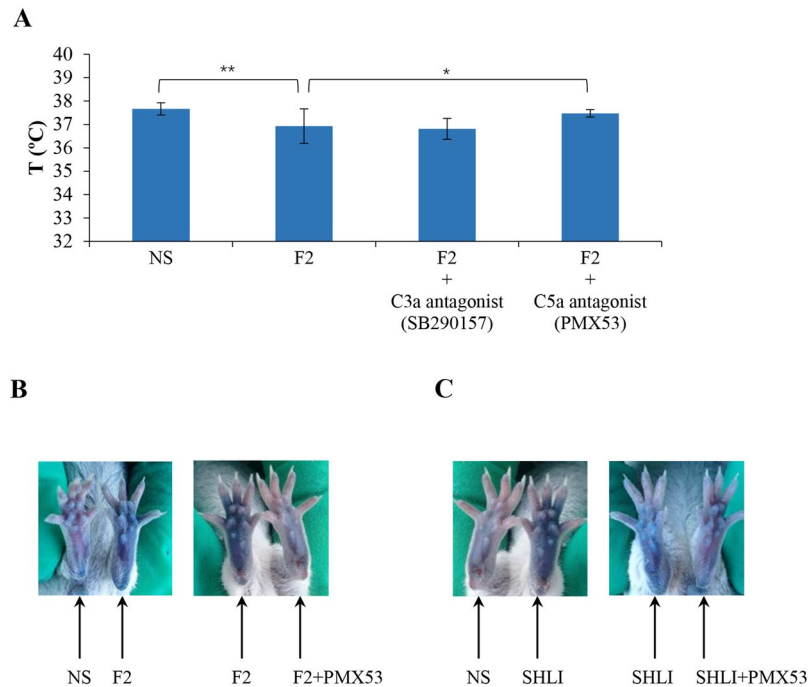 A
40
39
38
37
36
35
34
33
32
T (ºC)
**
*
NS
F2
F2
+
C3a antagonist
(SB290157)
F2
+
C5a antagonist
(PMX53)
B
C
NS F2
F2 F2+PMX53
NS SHLI
SHLI SHLI+PMX53